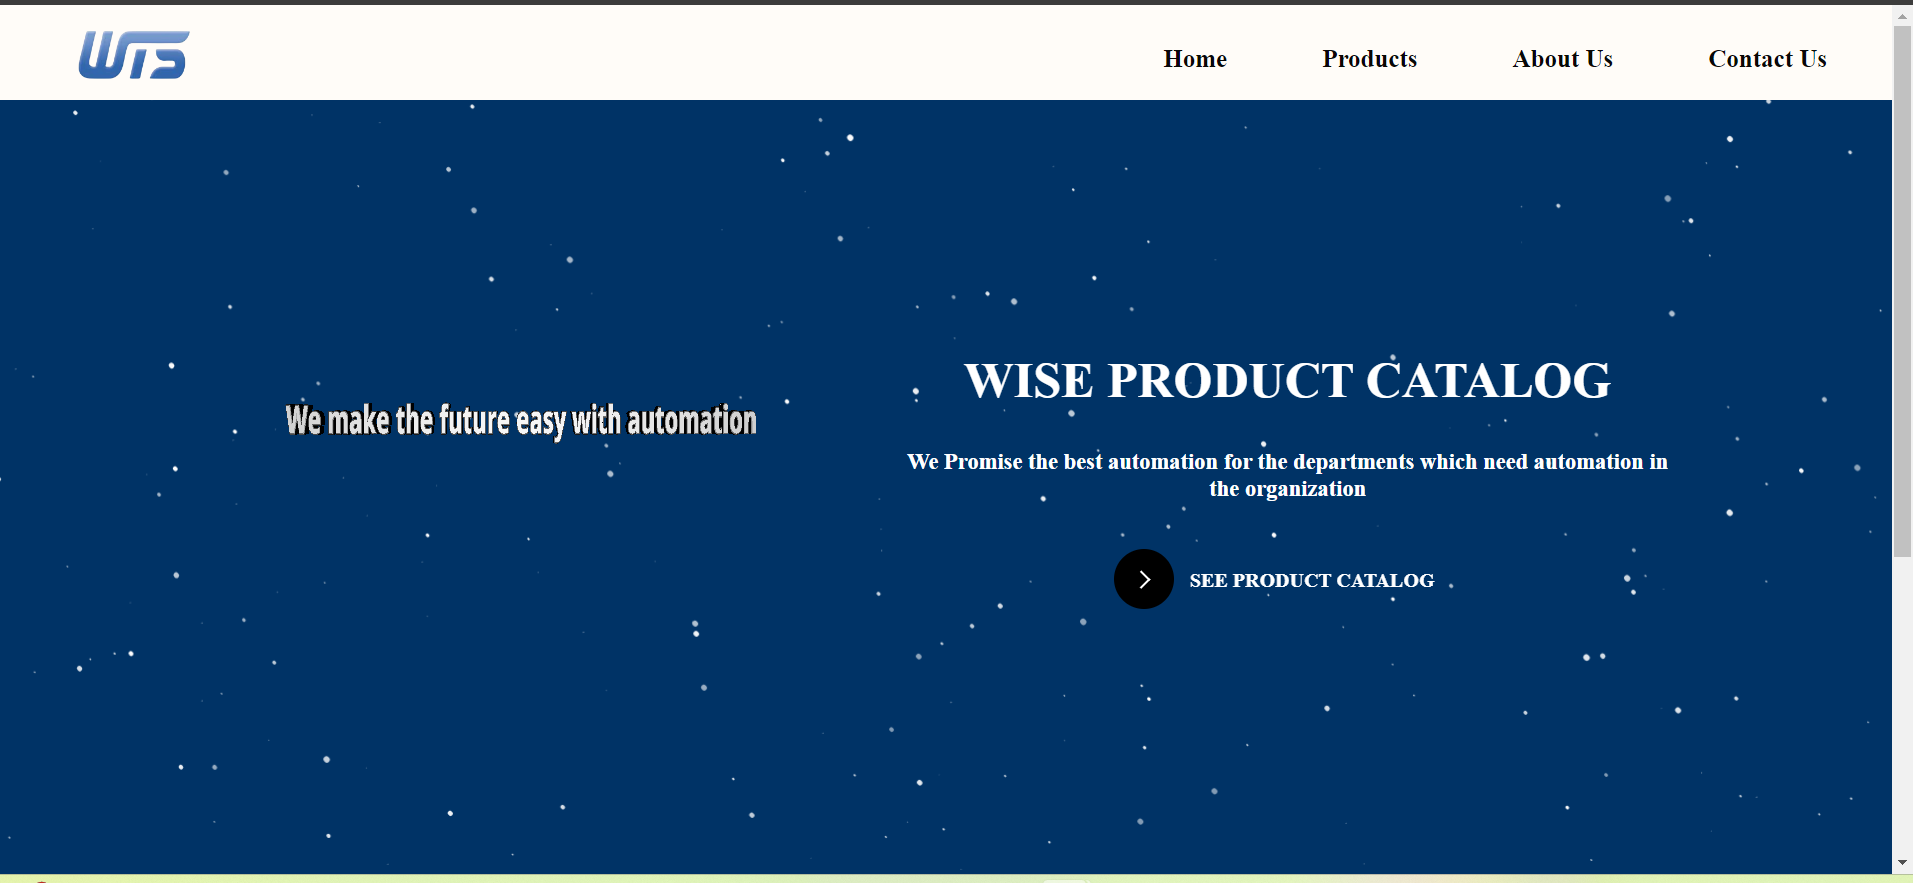 WTS
Home
Products
About Us
Contact Us
We make the future easy with automation
WISE PRODUCT CATALOG
We Promise the best automation for the departments which need automation in
the organization
SEE PRODUCT CATALOG